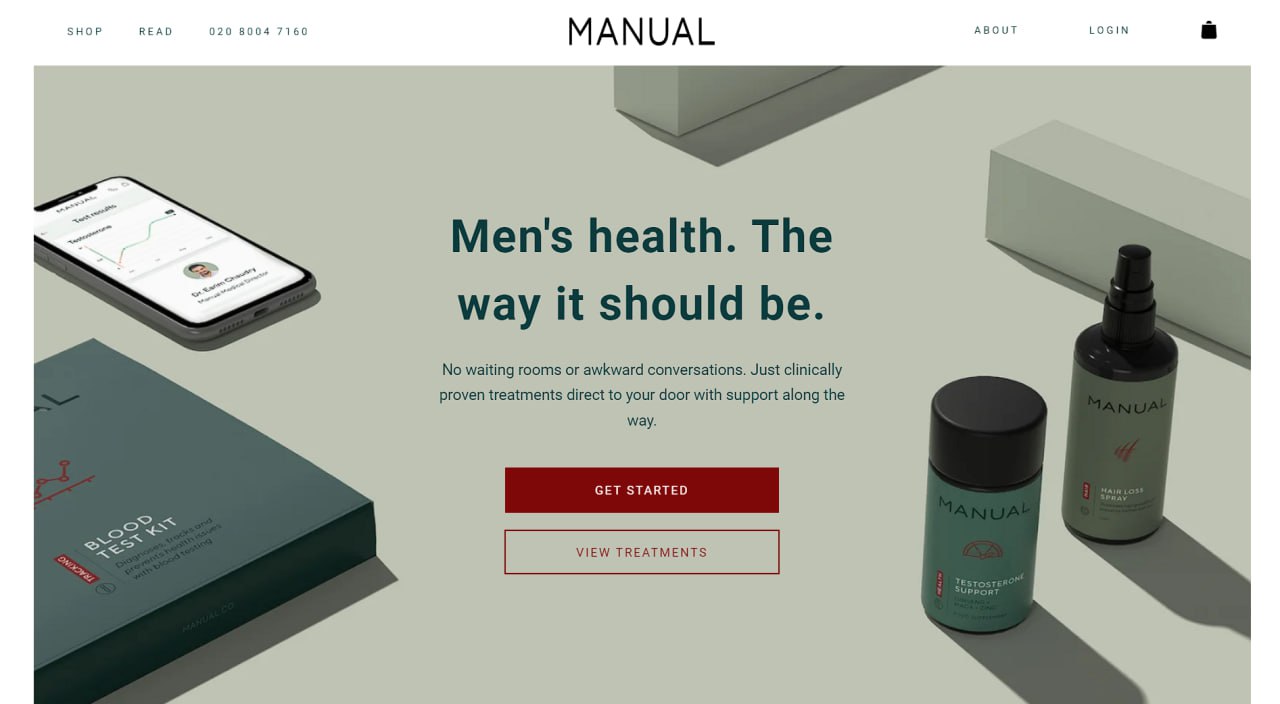 SHOP READ 020 8004 7160 MANUAL ABOUT LOGIN
Men's health. The
way it should be.
No waiting rooms or awkward conversations. Just clinically
proven treatments direct to your door with support along the
way.
GET STARTED
VIEW TREATMENTS
MANUAL
Test results
Testosterone
Dr. Earim Chaudry
Manual Medical Director
BLOOD
TEST KIT
Diagnoses, tracks and
prevents health issues
with blood testing
TRACKING
MANUAL.CO
MANUAL
HAIR
HAIR LOSS
SPRAY
MANUAL
HEALTH
TESTOSTERONE
SUPPORT